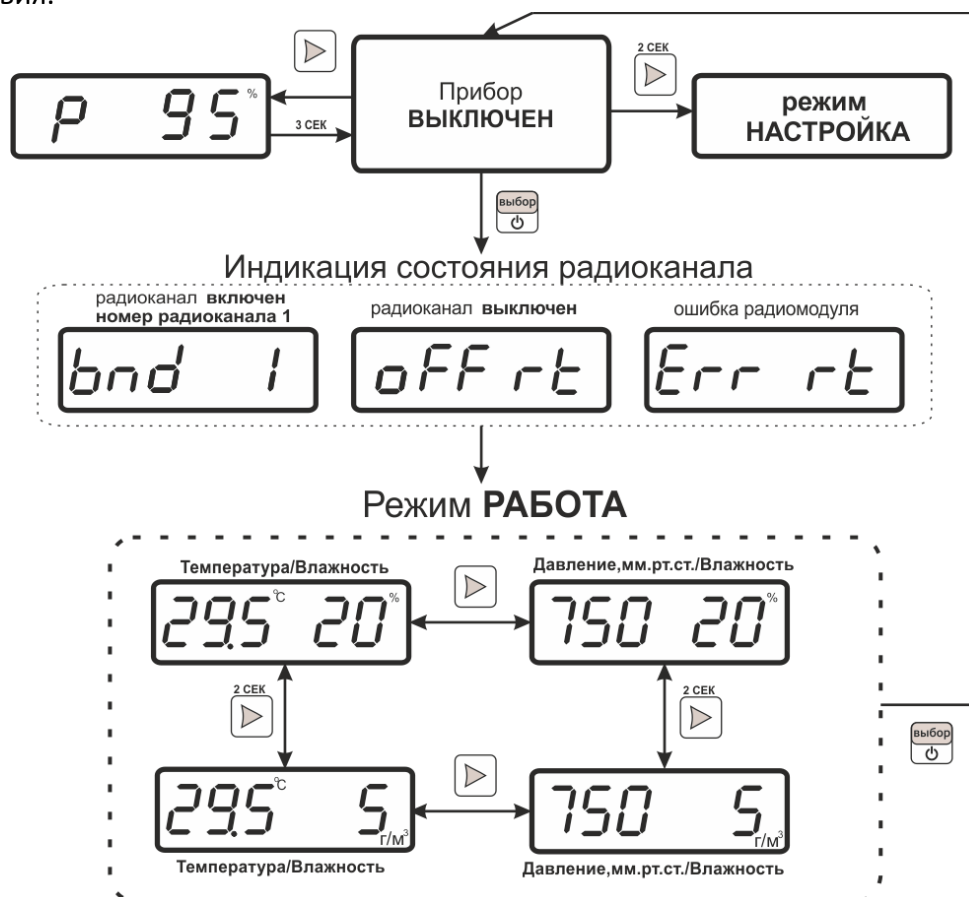 вия:
2 СЕК
P 95 %
3 СЕК
Прибор
ВЫКЛЮЧЕН
режим
НАСТРОЙКА
выбор
Индикация состояния радиоканала
радиоканал включен
номер радиоканала 1
радиоканал выключен
ошибка радиомодуля
bnd 1
oFF rt
Err rt
Режим РАБОТА
Температура/Влажность
Давление,мм.рт.ст./Влажность
29.5 °C 20 %
750 20 %
2 СЕК
2 СЕК
выбор
29.5 °C 5 г/м³
750 5 г/м³
Температура/Влажность
Давление,мм.рт.ст./Влажность